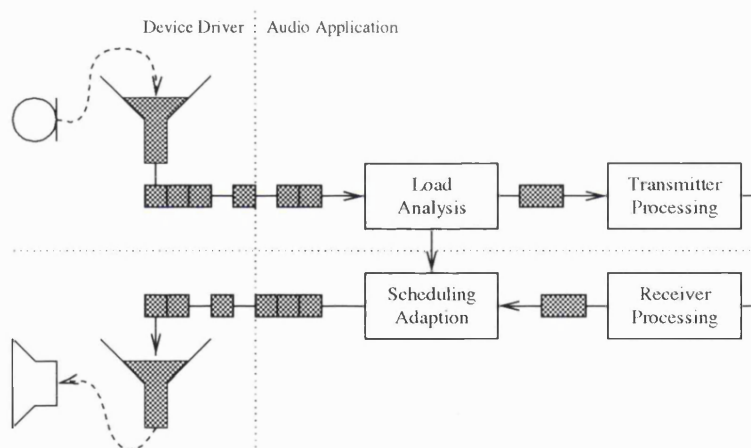 Device Driver Audio Application
Load
Analysis
Transmitter
Processing
Scheduling
Adaption
Receiver
Processing